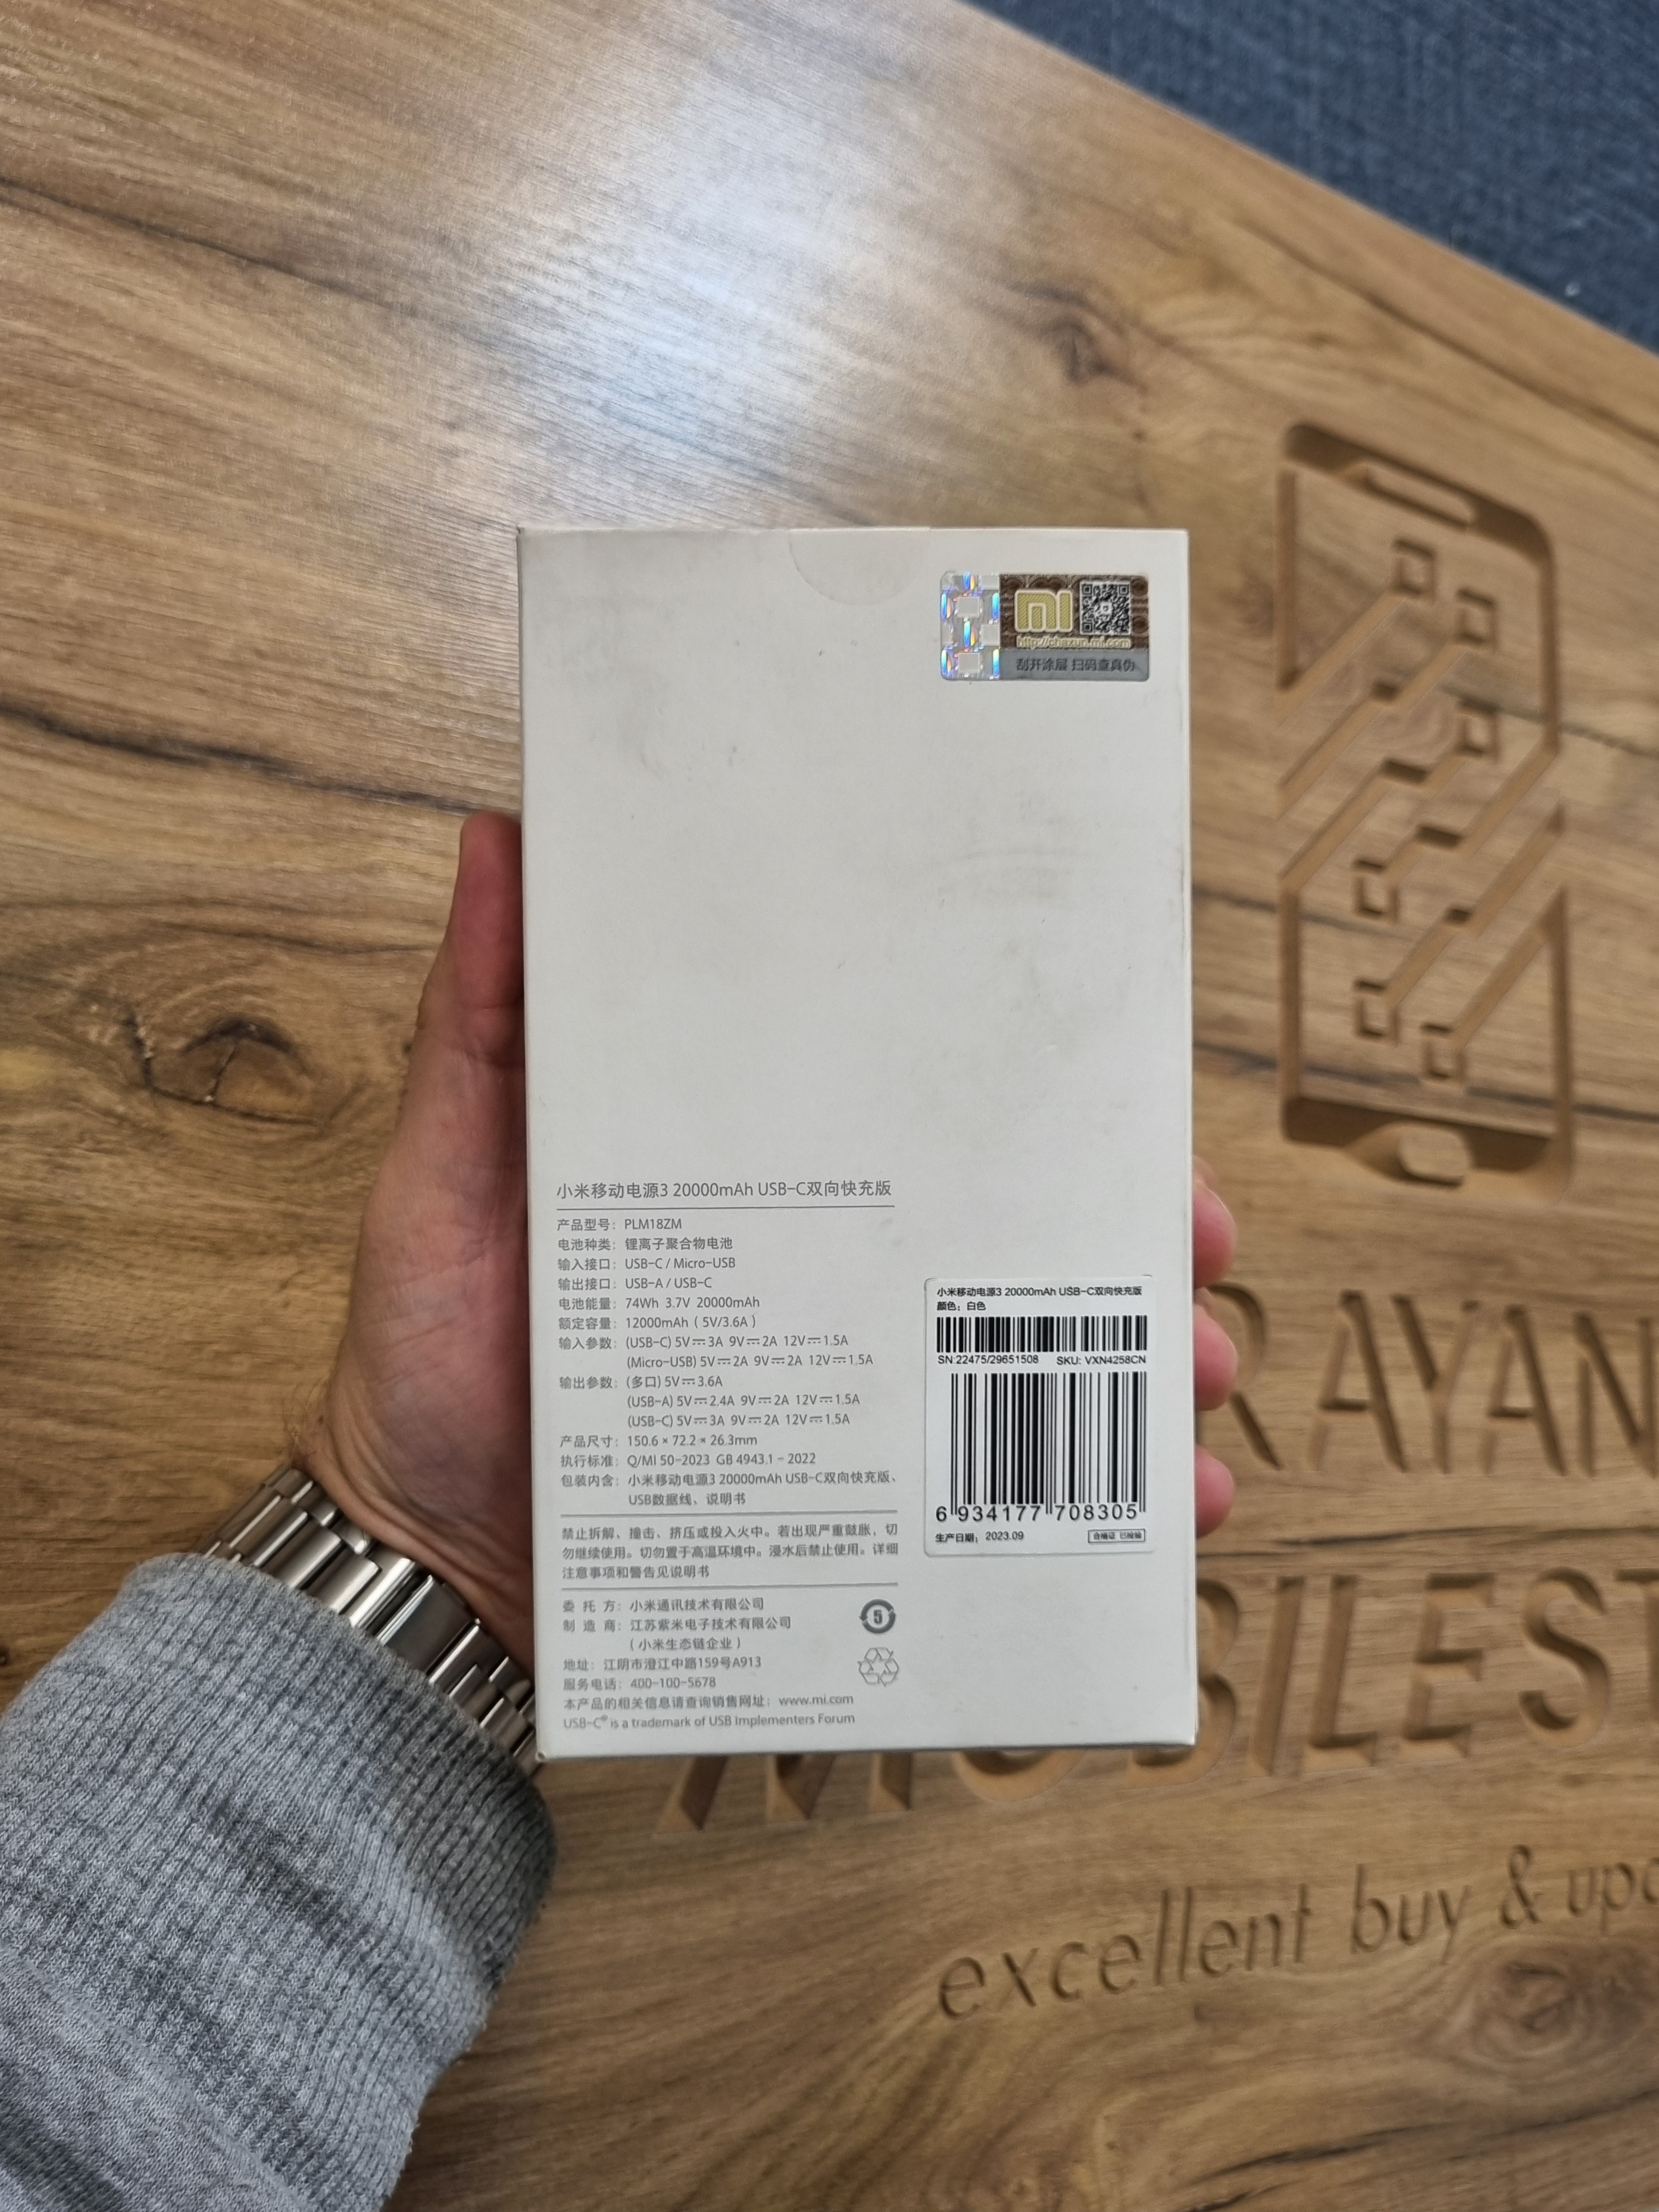 mi
http://chaxun.mi.com
刮开涂层 扫码查真伪
小米移动电源3 20000mAh USB-C双向快充版
产品型号: PLM18ZM
电池种类: 锂离子聚合物电池
输入接口: USB-C / Micro-USB
输出接口: USB-A / USB-C
电池能量: 74Wh 3.7V 20000mAh
额定容量: 12000mAh ( 5V/3.6A )
输入参数: (USB-C) 5V⎓3A 9V⎓2A 12V⎓1.5A
(Micro-USB) 5V⎓2A 9V⎓2A 12V⎓1.5A
输出参数: (多口) 5V⎓3.6A
(USB-A) 5V⎓2.4A 9V⎓2A 12V⎓1.5A
(USB-C) 5V⎓3A 9V⎓2A 12V⎓1.5A
产品尺寸: 150.6 × 72.2 × 26.3mm
执行标准: Q/MI 50-2023 GB 4943.1 - 2022
包装内含: 小米移动电源3 20000mAh USB-C双向快充版、
USB数据线、说明书
禁止拆解、撞击、挤压或投入火中。若出现严重鼓胀，切
勿继续使用。切勿置于高温环境中。浸水后禁止使用。详细
注意事项和警告见说明书
委 托 方: 小米通讯技术有限公司
制 造 商: 江苏紫米电子技术有限公司
( 小米生态链企业 )
地址: 江阴市澄江中路159号A913
服务电话: 400-100-5678
本产品的相关信息请查询销售网址: www.mi.com
USB-C® is a trademark of USB Implementers Forum
5
小米移动电源3 20000mAh USB-C双向快充版
颜色: 白色
SN:22475/29651508 SKU: VXN4258CN
6 934177 708305
生产日期: 2023.09 合格证 已检验
R AYAN
MOBILE ST
excellent buy & upd